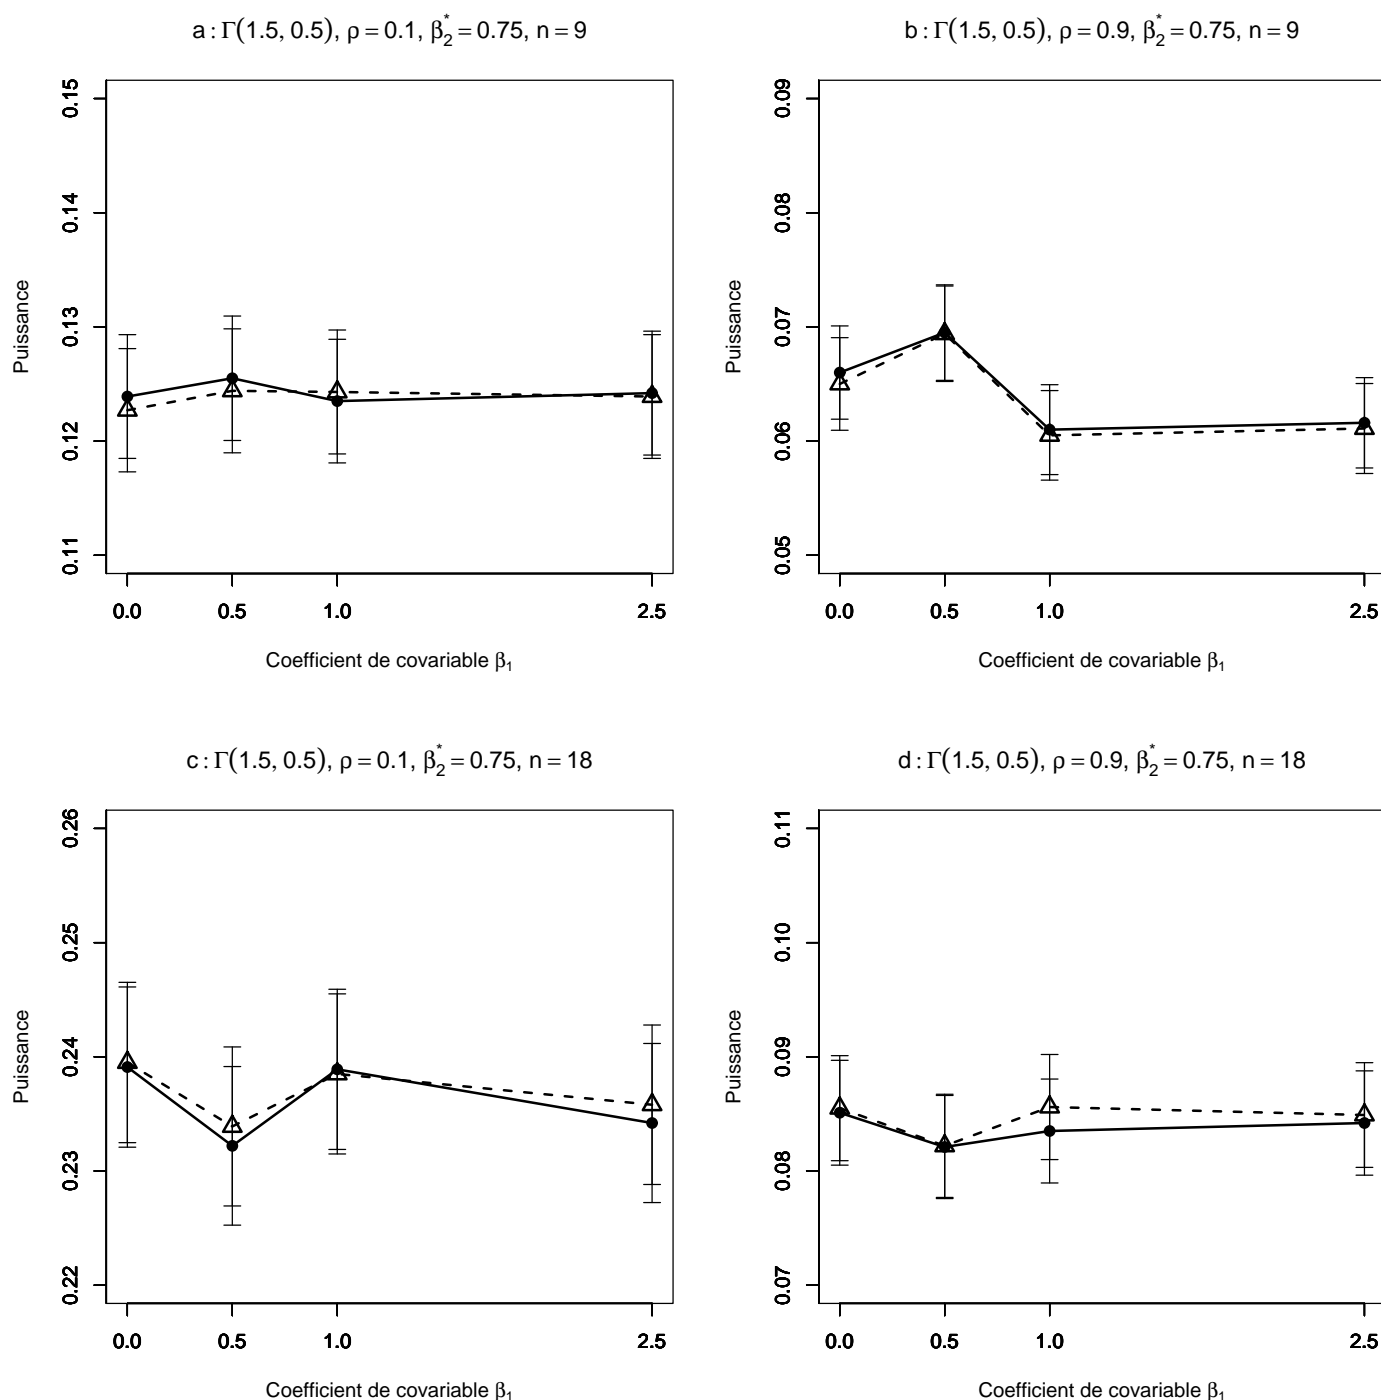 a : Γ(1.5, 0.5), ρ = 0.1, β₂* = 0.75, n = 9
Puissance
0.15
0.14
0.13
0.12
0.11
0.0 0.5 1.0 2.5
Coefficient de covariable β₁
b : Γ(1.5, 0.5), ρ = 0.9, β₂* = 0.75, n = 9
Puissance
0.09
0.08
0.07
0.06
0.05
0.0 0.5 1.0 2.5
Coefficient de covariable β₁
c : Γ(1.5, 0.5), ρ = 0.1, β₂* = 0.75, n = 18
Puissance
0.26
0.25
0.24
0.23
0.22
0.0 0.5 1.0 2.5
Coefficient de covariable β₁
d : Γ(1.5, 0.5), ρ = 0.9, β₂* = 0.75, n = 18
Puissance
0.11
0.10
0.09
0.08
0.07
0.0 0.5 1.0 2.5
Coefficient de covariable β₁